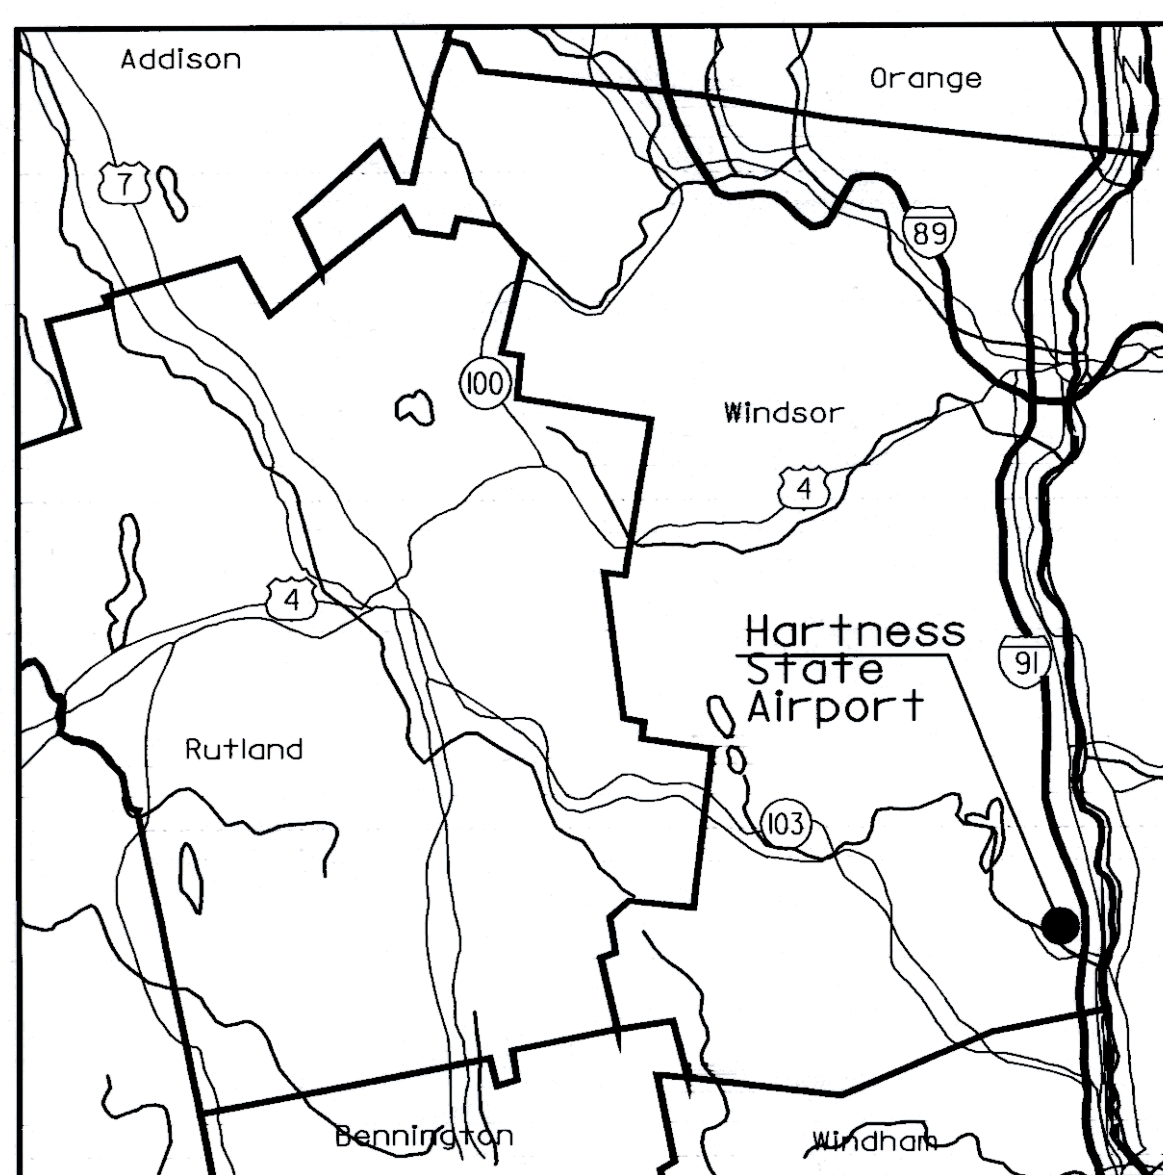 Addison
Orange
N
7
89
100
Windsor
4
4
Hartness
State
Airport
91
Rutland
103
Bennington
Windham